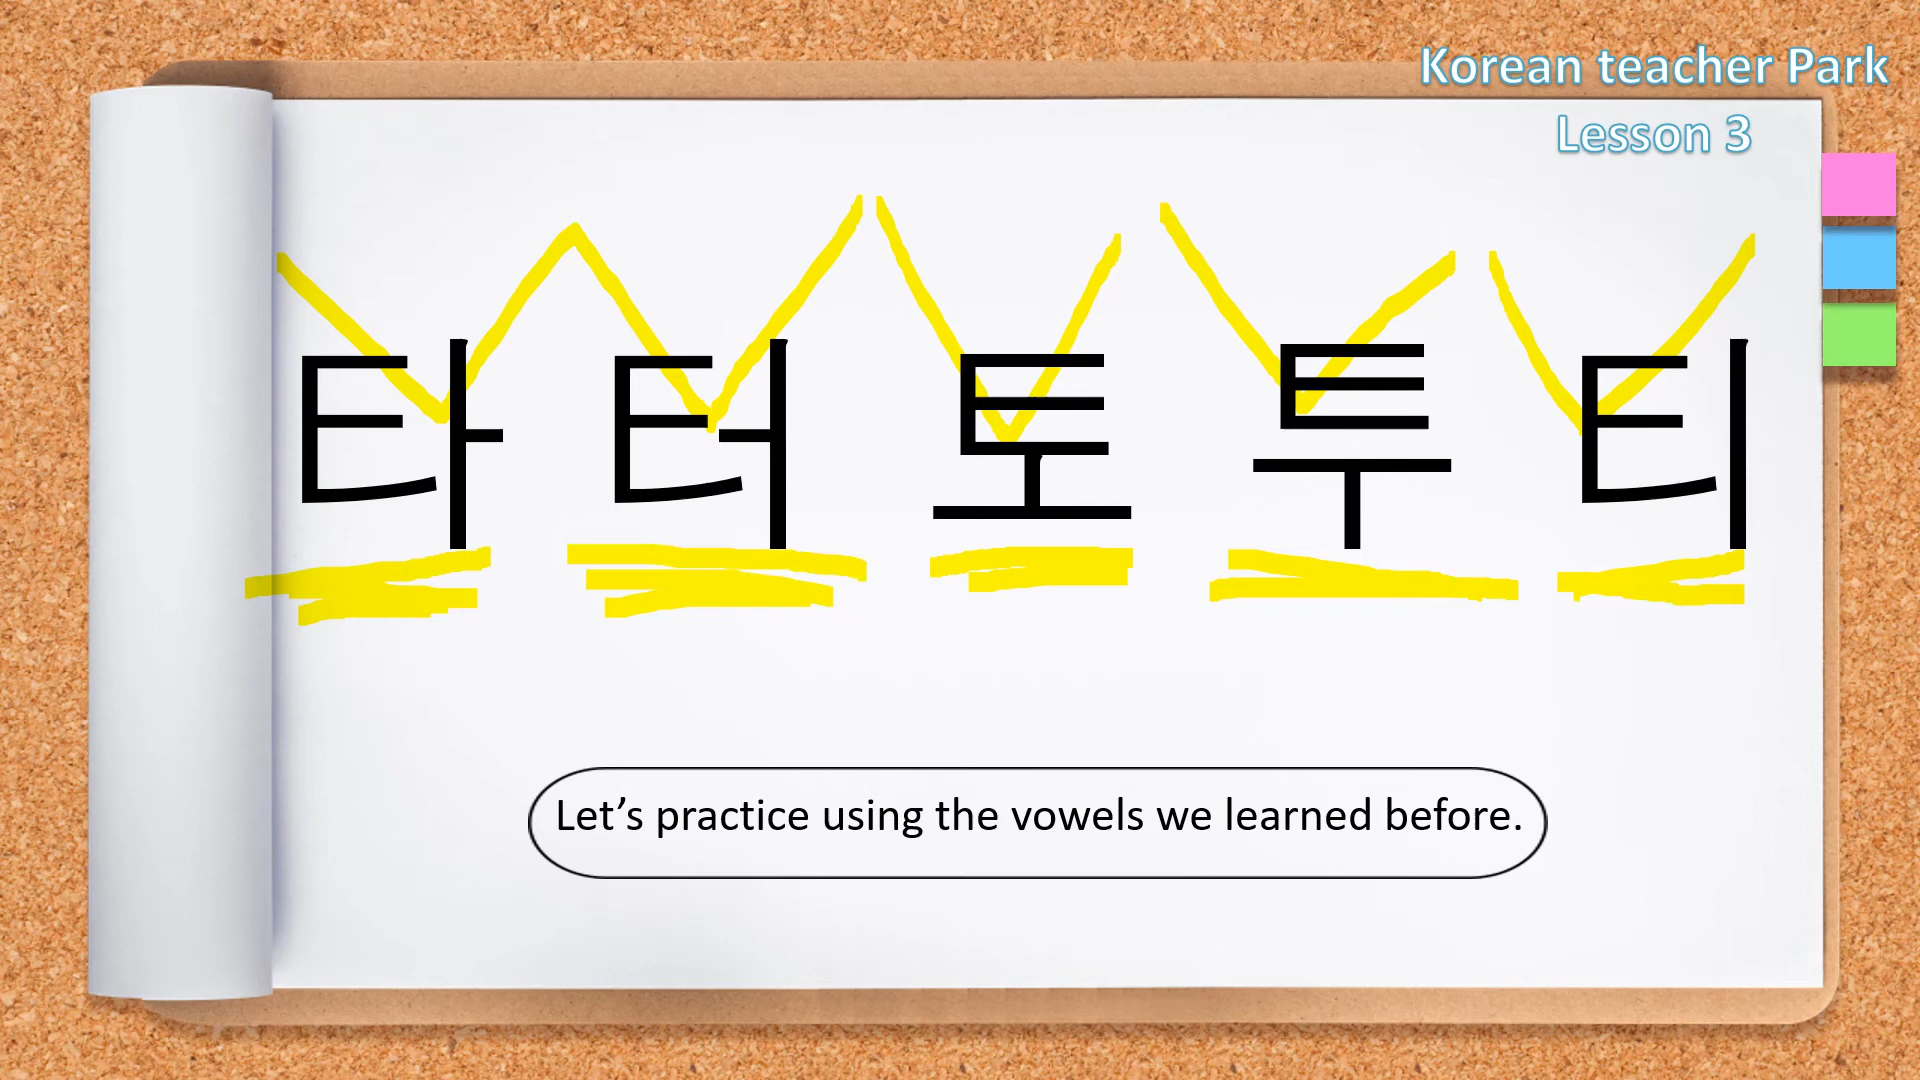 Korean teacher Park
Lesson 3
타 터 토 투 티
Let’s practice using the vowels we learned before.